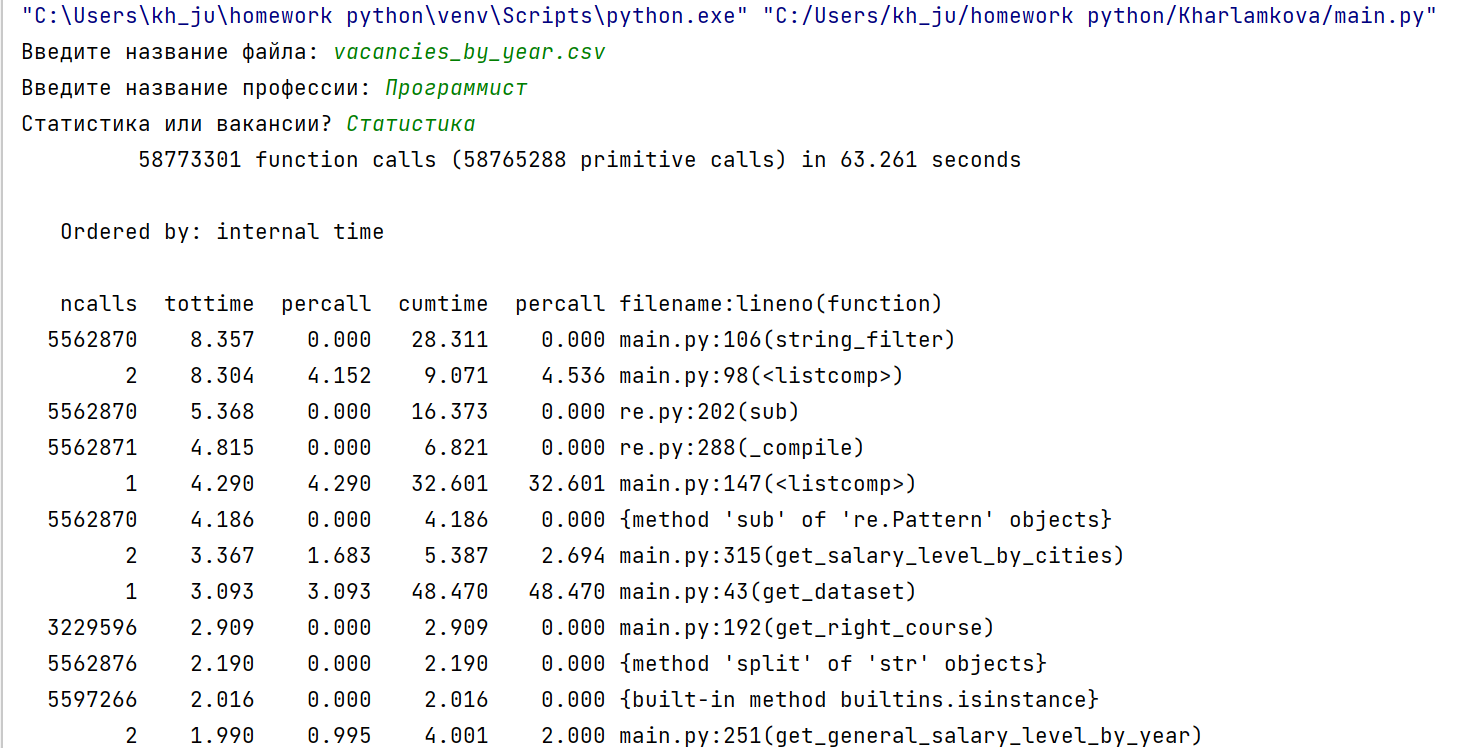 "C:\Users\kh_ju\homework python\venv\Scripts\python.exe" "C:/Users/kh_ju/homework python/Kharlamkova/main.py"
Введите название файла: vacancies_by_year.csv
Введите название профессии: Программист
Статистика или вакансии? Статистика
58773301 function calls (58765288 primitive calls) in 63.261 seconds
Ordered by: internal time
ncalls tottime percall cumtime percall filename:lineno(function)
5562870 8.357 0.000 28.311 0.000 main.py:106(string_filter)
2 8.304 4.152 9.071 4.536 main.py:98(<listcomp>)
5562870 5.368 0.000 16.373 0.000 re.py:202(sub)
5562871 4.815 0.000 6.821 0.000 re.py:288(_compile)
1 4.290 4.290 32.601 32.601 main.py:147(<listcomp>)
5562870 4.186 0.000 4.186 0.000 {method 'sub' of 're.Pattern' objects}
2 3.367 1.683 5.387 2.694 main.py:315(get_salary_level_by_cities)
1 3.093 3.093 48.470 48.470 main.py:43(get_dataset)
3229596 2.909 0.000 2.909 0.000 main.py:192(get_right_course)
5562876 2.190 0.000 2.190 0.000 {method 'split' of 'str' objects}
5597266 2.016 0.000 2.016 0.000 {built-in method builtins.isinstance}
2 1.990 0.995 4.001 2.000 main.py:251(get_general_salary_level_by_year)